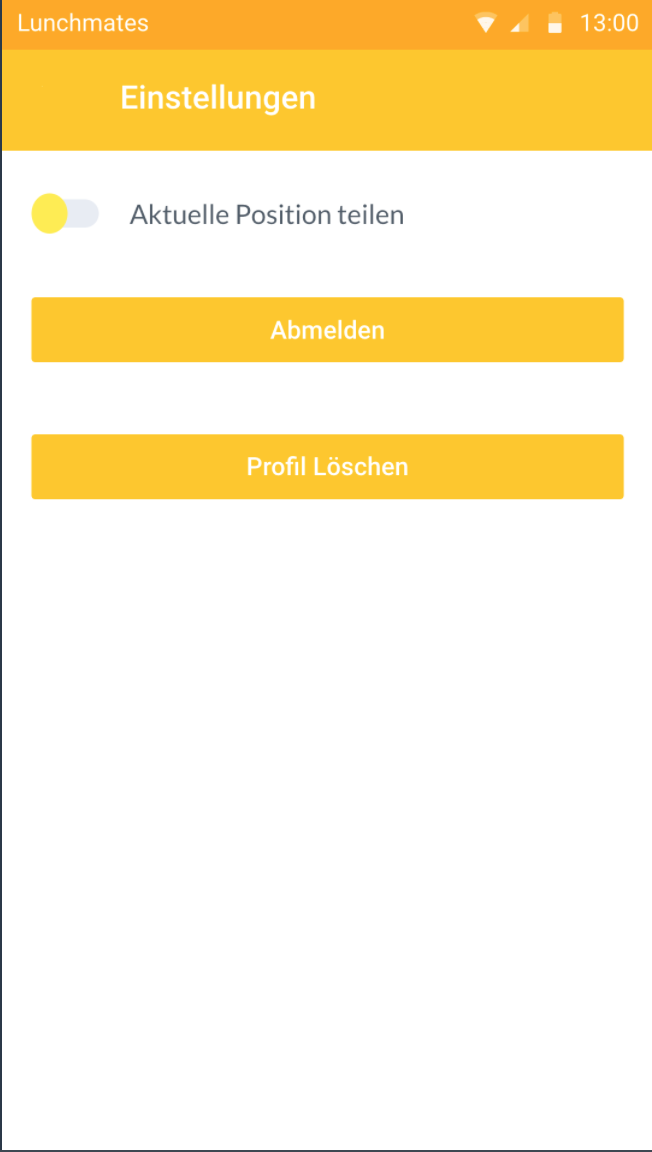 Lunchmates 13:00
Einstellungen
Aktuelle Position teilen
Abmelden
Profil Löschen